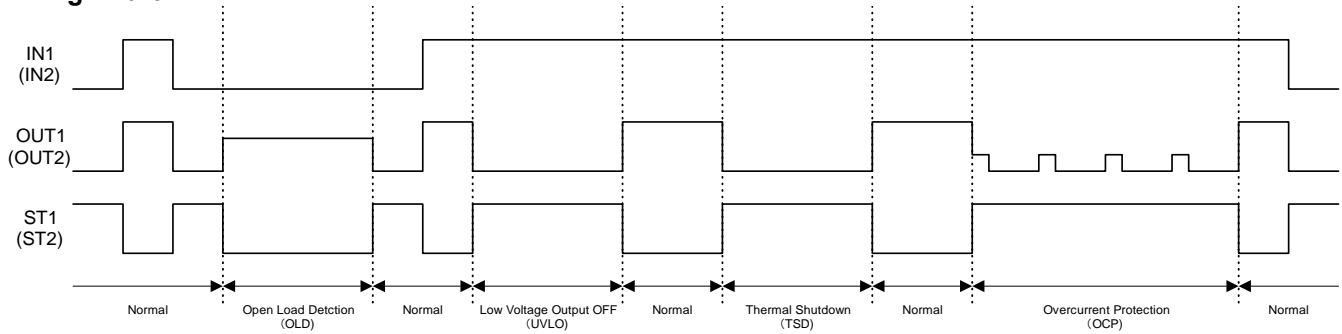 IN1
(IN2)
OUT1
(OUT2)
ST1
(ST2)
Normal
Open Load Detction
(OLD)
Normal
Low Voltage Output OFF
(UVLO)
Normal
Thermal Shutdown
(TSD)
Normal
Overcurrent Protection
(OCP)
Normal